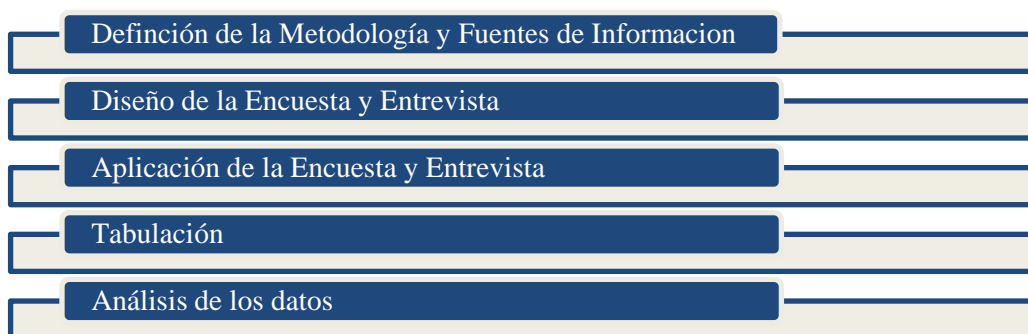 Definción de la Metodología y Fuentes de Informacion
Diseño de la Encuesta y Entrevista
Aplicación de la Encuesta y Entrevista
Tabulación
Análisis de los datos